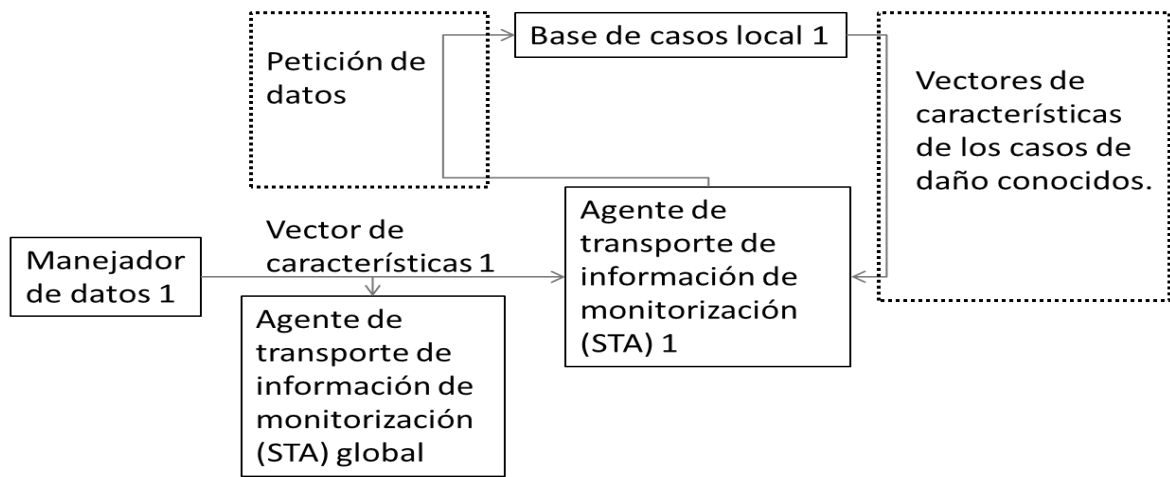 Petición de
datos
Base de casos local 1
Vectores de
características
de los casos de
daño conocidos.
Manejador
de datos 1
Vector de
características 1
Agente de
transporte de
información de
monitorización
(STA) 1
Agente de
transporte de
información de
monitorización
(STA) global